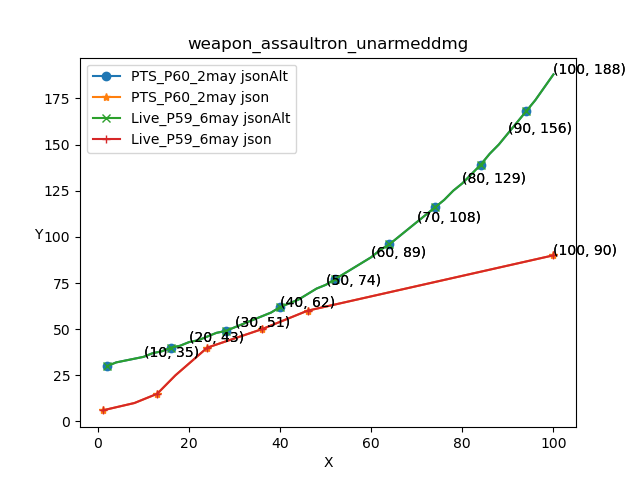 weapon_assaultron_unarmeddmg
PTS_P60_2may jsonAlt
PTS_P60_2may json
Live_P59_6may jsonAlt
Live_P59_6may json
(100, 188)
175
(90, 156)
150
(80, 129)
125
(70, 108)
Y
100
(60, 89)
(100, 90)
75
(50, 74)
(40, 62)
50
(30, 51)
(20, 43)
(10, 35)
25
0
0 20 40 60 80 100
X